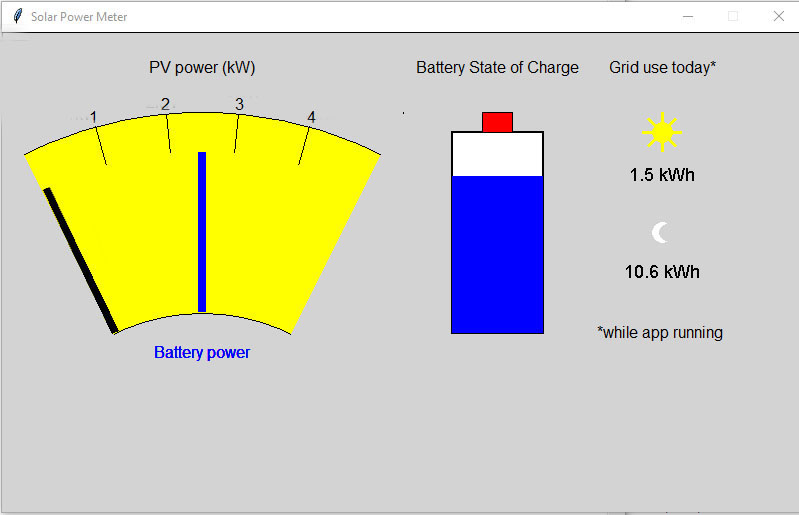 Solar Power Meter
PV power (kW)
Battery State of Charge
Grid use today*
1 2 3 4
1.5 kWh
10.6 kWh
*while app running
Battery power